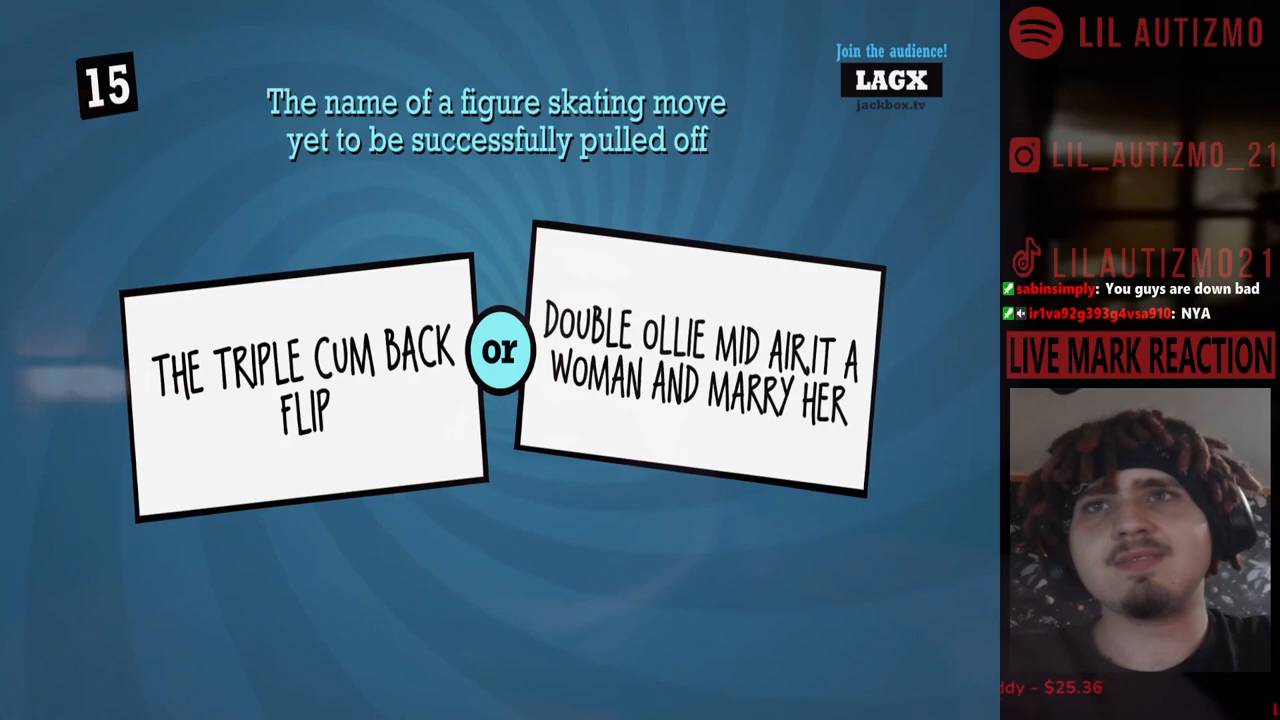 15
The name of a figure skating move
yet to be successfully pulled off
Join the audience!
LAGX
jackbox.tv
THE TRIPLE CUM BACK
FLIP
or
DOUBLE OLLIE MID AIR.IT A
WOMAN AND MARRY HER
LIL AUTIZMO
LIL_AUTIZMO_21
LILAUTIZMO21
sabinsimply: You guys are down bad
ir1va92g393g4vsa910: NYA
LIVE MARK REACTION
ddy - $25.36